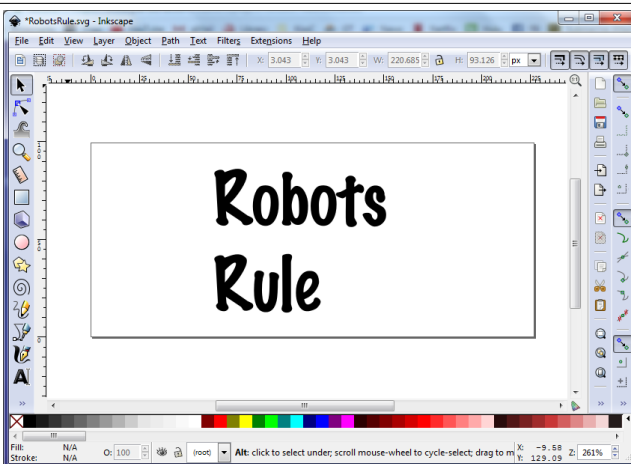 *RobotsRule.svg - Inkscape
File Edit View Layer Object Path Text Filters Extensions Help
X: 3.043 Y: 3.043 W: 220.685 H: 93.126 px
Robots
Rule
Fill: N/A
Stroke: N/A
O: 100
(root)
Alt: click to select under; scroll mouse-wheel to cycle-select; drag to m
X: -9.58
Y: 129.09
Z: 261%